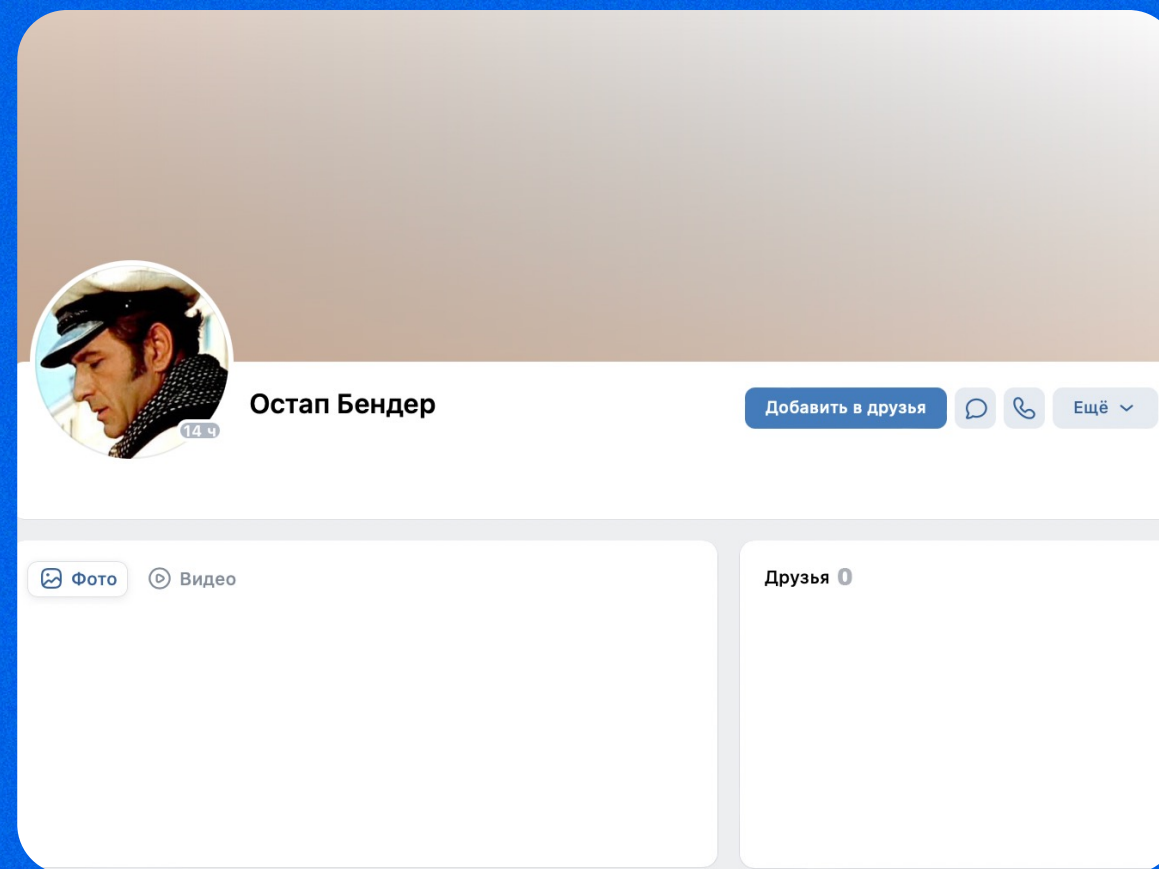 Остап Бендер
14 ч
Добавить в друзья
Ещё
Фото
Видео
Друзья 0